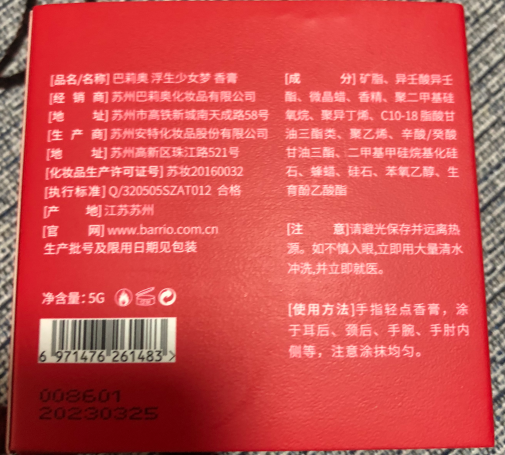 [品名/名称] 巴莉奥 浮生少女梦 香膏
[经销商] 苏州巴莉奥化妆品有限公司
[地址] 苏州市高铁新城南天成路58号
[生产商] 苏州安特化妆品股份有限公司
[地址] 苏州高新区珠江路521号
[化妆品生产许可证号] 苏妆20160032
[执行标准] Q/320505SZAT012 合格
[产地] 江苏苏州
[官网] www.barrio.com.cn
生产批号及限用日期见包装
净含量: 5G
6 971476 261483 >
008601
20230325
[成分] 矿脂、异壬酸异壬
酯、微晶蜡、香精、聚二甲基硅
氧烷、聚异丁烯、C10-18 脂酸甘
油三酯类、聚乙烯、辛酸/癸酸
甘油三酯、二甲基甲硅烷基化硅
石、蜂蜡、硅石、苯氧乙醇、生
育酚乙酸酯
[注意]请避光保存并远离热
源。如不慎入眼,立即用大量清水
冲洗,并立即就医。
[使用方法]手指轻点香膏，涂
于耳后、颈后、手腕、手肘内
侧等，注意涂抹均匀。